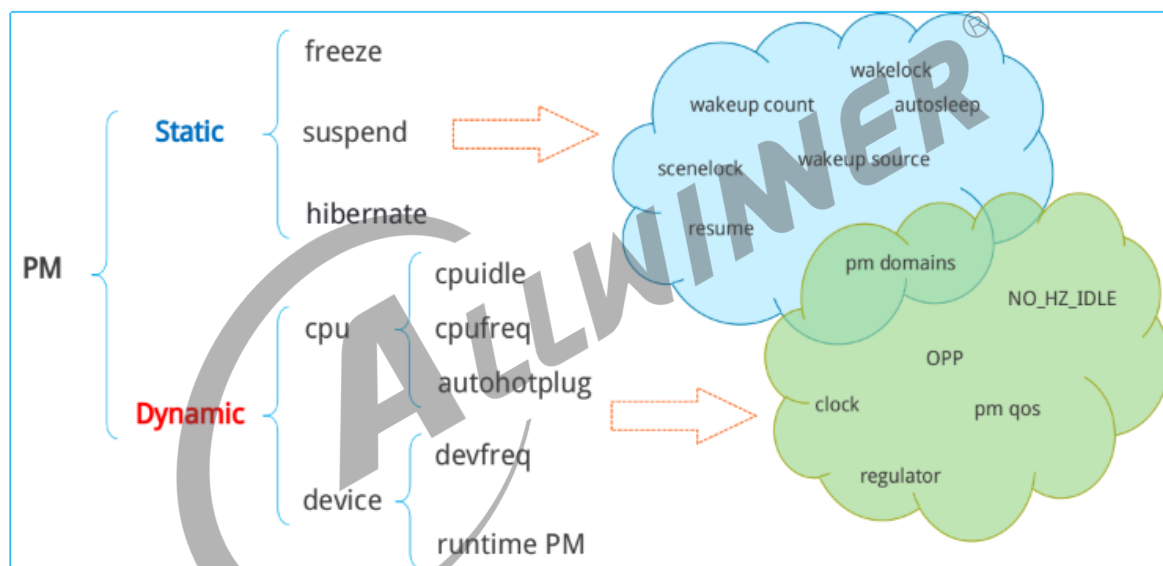 PM
Static
freeze
suspend
hibernate
Dynamic
cpu
cpuidle
cpufreq
autohotplug
device
devfreq
runtime PM
wakelock
wakeup count
autosleep
wakeup source
scenelock
resume
pm domains
NO_HZ_IDLE
OPP
clock
pm qos
regulator
ALLWINNER®